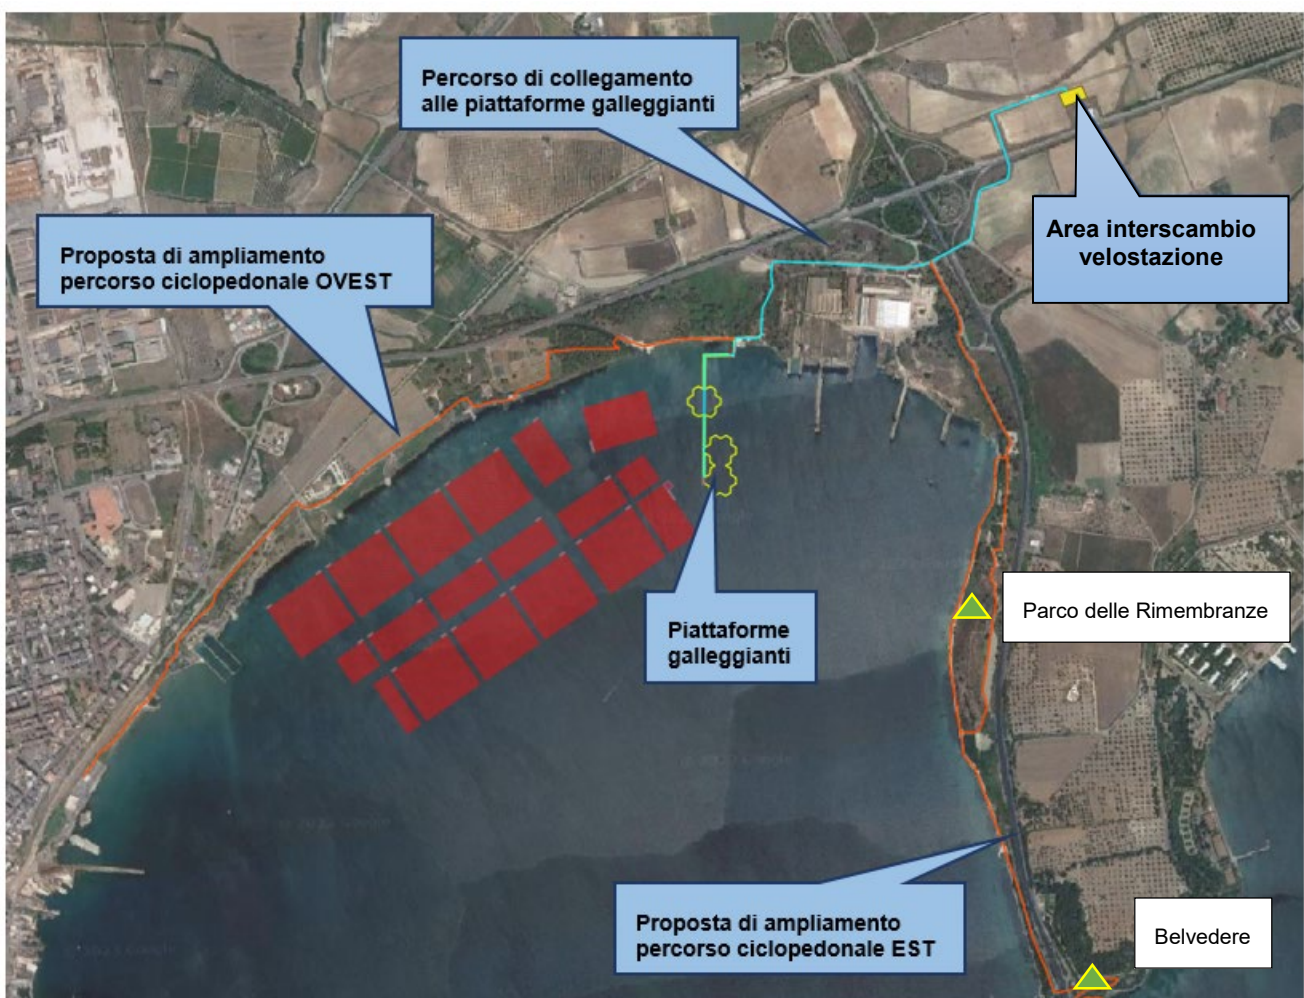 Percorso di collegamento
alle piattaforme galleggianti
Area interscambio
velostazione
Proposta di ampliamento
percorso ciclopedonale OVEST
Piattaforme
galleggianti
Parco delle Rimembranze
Proposta di ampliamento
percorso ciclopedonale EST
Belvedere